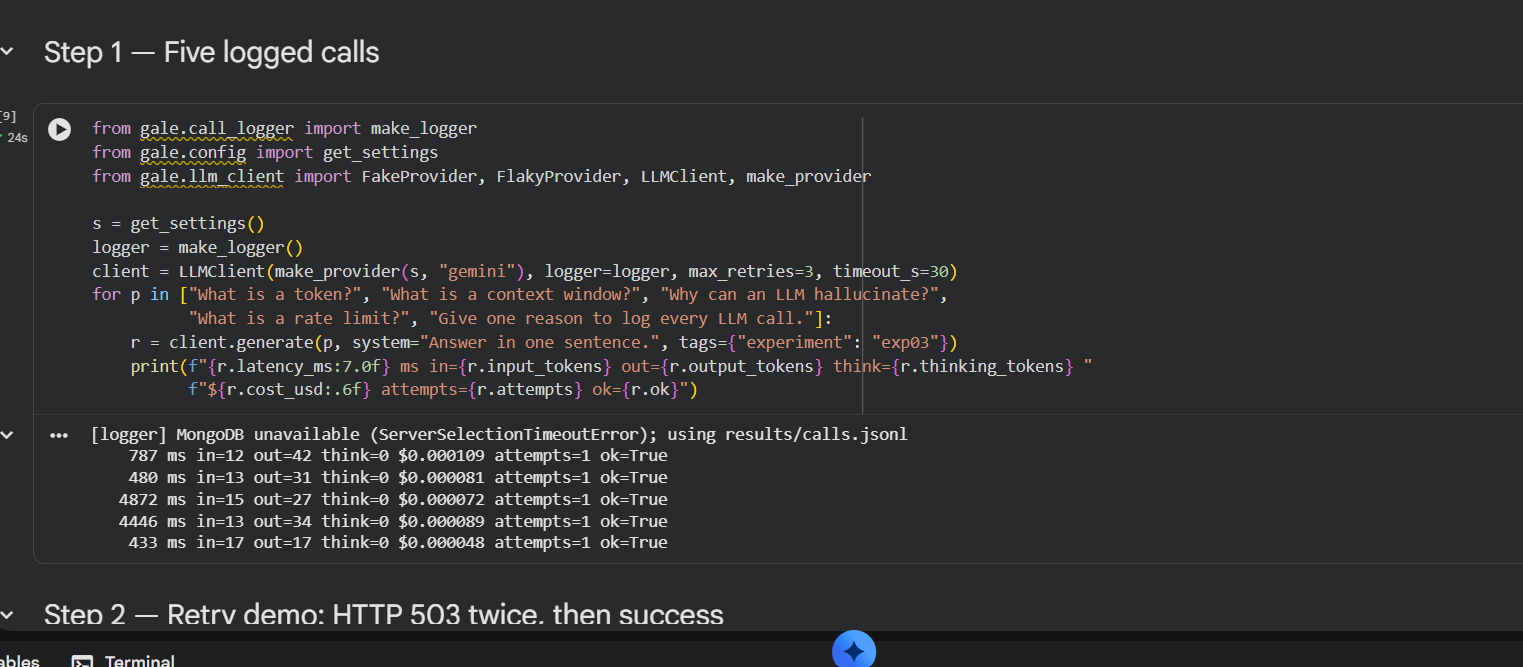 Step 1 — Five logged calls
[9]
24s
from gale.call_logger import make_logger
from gale.config import get_settings
from gale.llm_client import FakeProvider, FlakyProvider, LLMClient, make_provider
s = get_settings()
logger = make_logger()
client = LLMClient(make_provider(s, "gemini"), logger=logger, max_retries=3, timeout_s=30)
for p in ["What is a token?", "What is a context window?", "Why can an LLM hallucinate?",
"What is a rate limit?", "Give one reason to log every LLM call."]:
r = client.generate(p, system="Answer in one sentence.", tags={"experiment": "exp03"})
print(f"{r.latency_ms:7.0f} ms in={r.input_tokens} out={r.output_tokens} think={r.thinking_tokens} "
f"${r.cost_usd:.6f} attempts={r.attempts} ok={r.ok}")
[logger] MongoDB unavailable (ServerSelectionTimeoutError); using results/calls.jsonl
787 ms in=12 out=42 think=0 $0.000109 attempts=1 ok=True
480 ms in=13 out=31 think=0 $0.000081 attempts=1 ok=True
4872 ms in=15 out=27 think=0 $0.000072 attempts=1 ok=True
4446 ms in=13 out=34 think=0 $0.000089 attempts=1 ok=True
433 ms in=17 out=17 think=0 $0.000048 attempts=1 ok=True
Step 2 — Retry demo: HTTP 503 twice, then success
ables Terminal